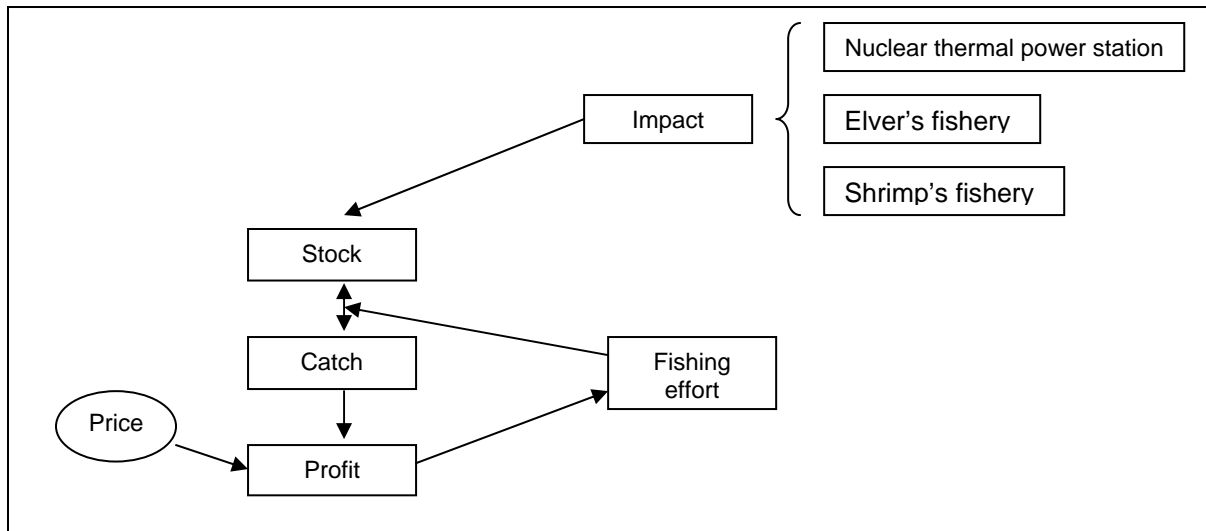 Nuclear thermal power station
Impact
Elver's fishery
Shrimp's fishery
Stock
Catch
Fishing
effort
Price
Profit